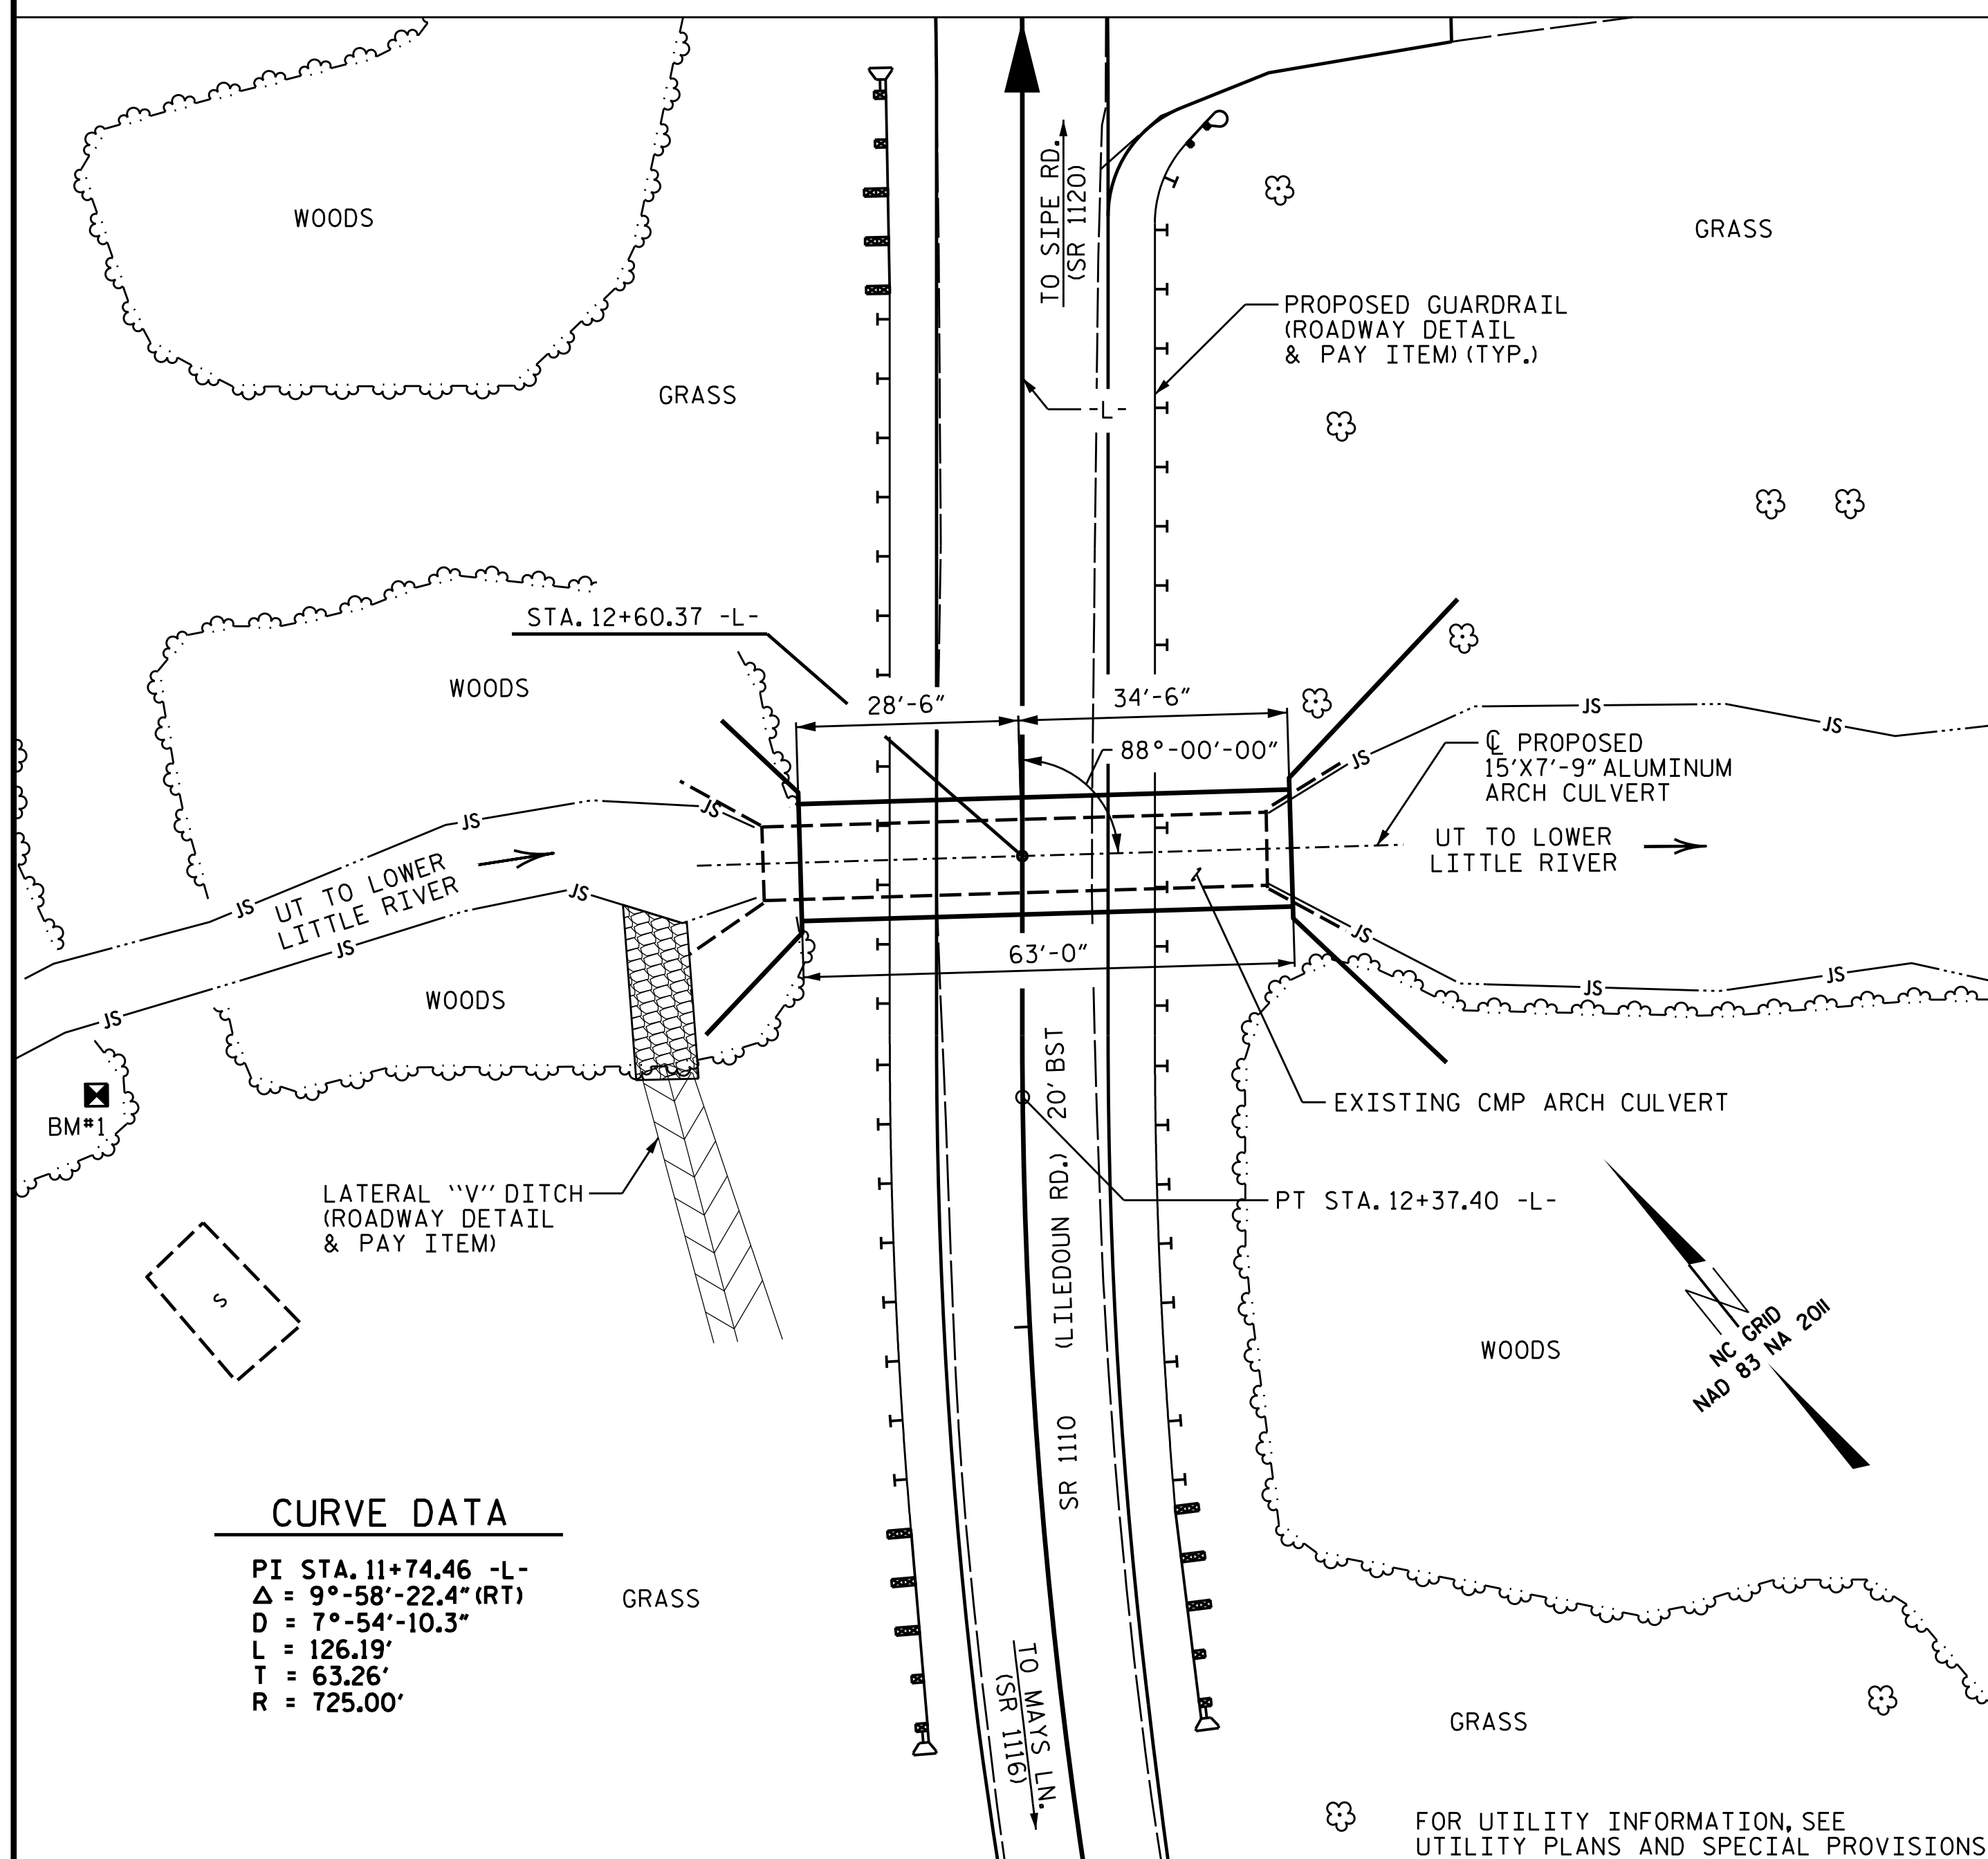 WOODS
TO SIPE RD.
(SR 1120)
GRASS
PROPOSED GUARDRAIL
(ROADWAY DETAIL
& PAY ITEM) (TYP.)
GRASS
-L-
STA. 12+60.37 -L-
WOODS
28'-6"
34'-6"
88°-00'-00"
JS
JS
JS
JS
JS
℄ PROPOSED
15'X7'-9" ALUMINUM
ARCH CULVERT
UT TO LOWER
LITTLE RIVER
UT TO LOWER
LITTLE RIVER
JS
JS
JS
JS
JS
JS
JS
63'-0"
WOODS
BM#1
20' BST
EXISTING CMP ARCH CULVERT
LATERAL "V" DITCH
(ROADWAY DETAIL
& PAY ITEM)
(LILEDOUN RD.)
PT STA. 12+37.40 -L-
S
SR 1110
WOODS
NC GRID
NAD 83 NA 2011
CURVE DATA
PI STA. 11+74.46 -L-
Δ = 9°-58'-22.4" (RT)
D = 7°-54'-10.3"
L = 126.19'
T = 63.26'
R = 725.00'
GRASS
TO MAYS LN.
(SR 1116)
GRASS
FOR UTILITY INFORMATION, SEE
UTILITY PLANS AND SPECIAL PROVISIONS